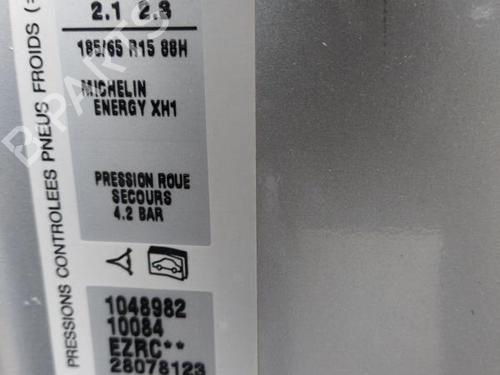 PRESSIONS CONTROLEES PNEUS FROIDS (=
2.1 2.3
185/65 R15 88H
MICHELIN
ENERGY XH1
PRESSION ROUE
SECOURS
4.2 BAR
1048982
10084
EZRC**
28078123
B-PARTS